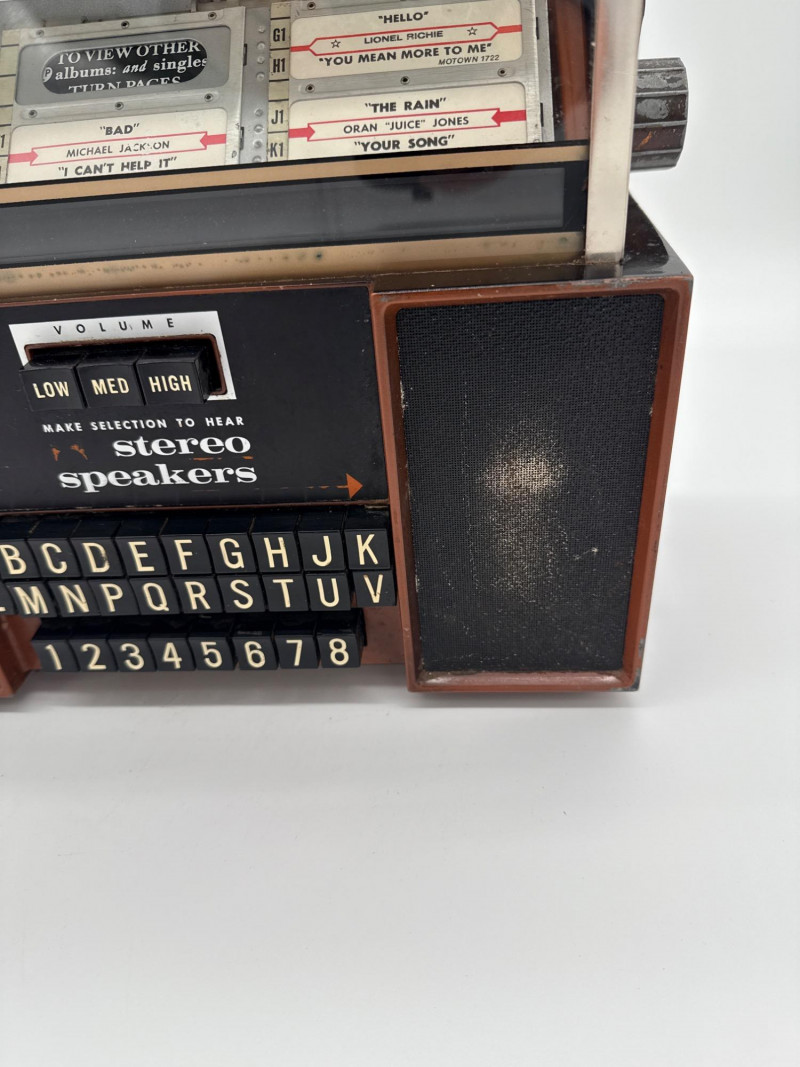 TO VIEW OTHER
albums: and singles
TURN PAGES
"BAD"
MICHAEL JACKSON
"I CAN'T HELP IT"
G1
H1
J1
K1
"HELLO"
LIONEL RICHIE
"YOU MEAN MORE TO ME"
MOTOWN 1722
"THE RAIN"
ORAN "JUICE" JONES
"YOUR SONG"
VOLUME
LOW MED HIGH
MAKE SELECTION TO HEAR
stereo
speakers
B C D E F G H J K
L M N P Q R S T U V
1 2 3 4 5 6 7 8